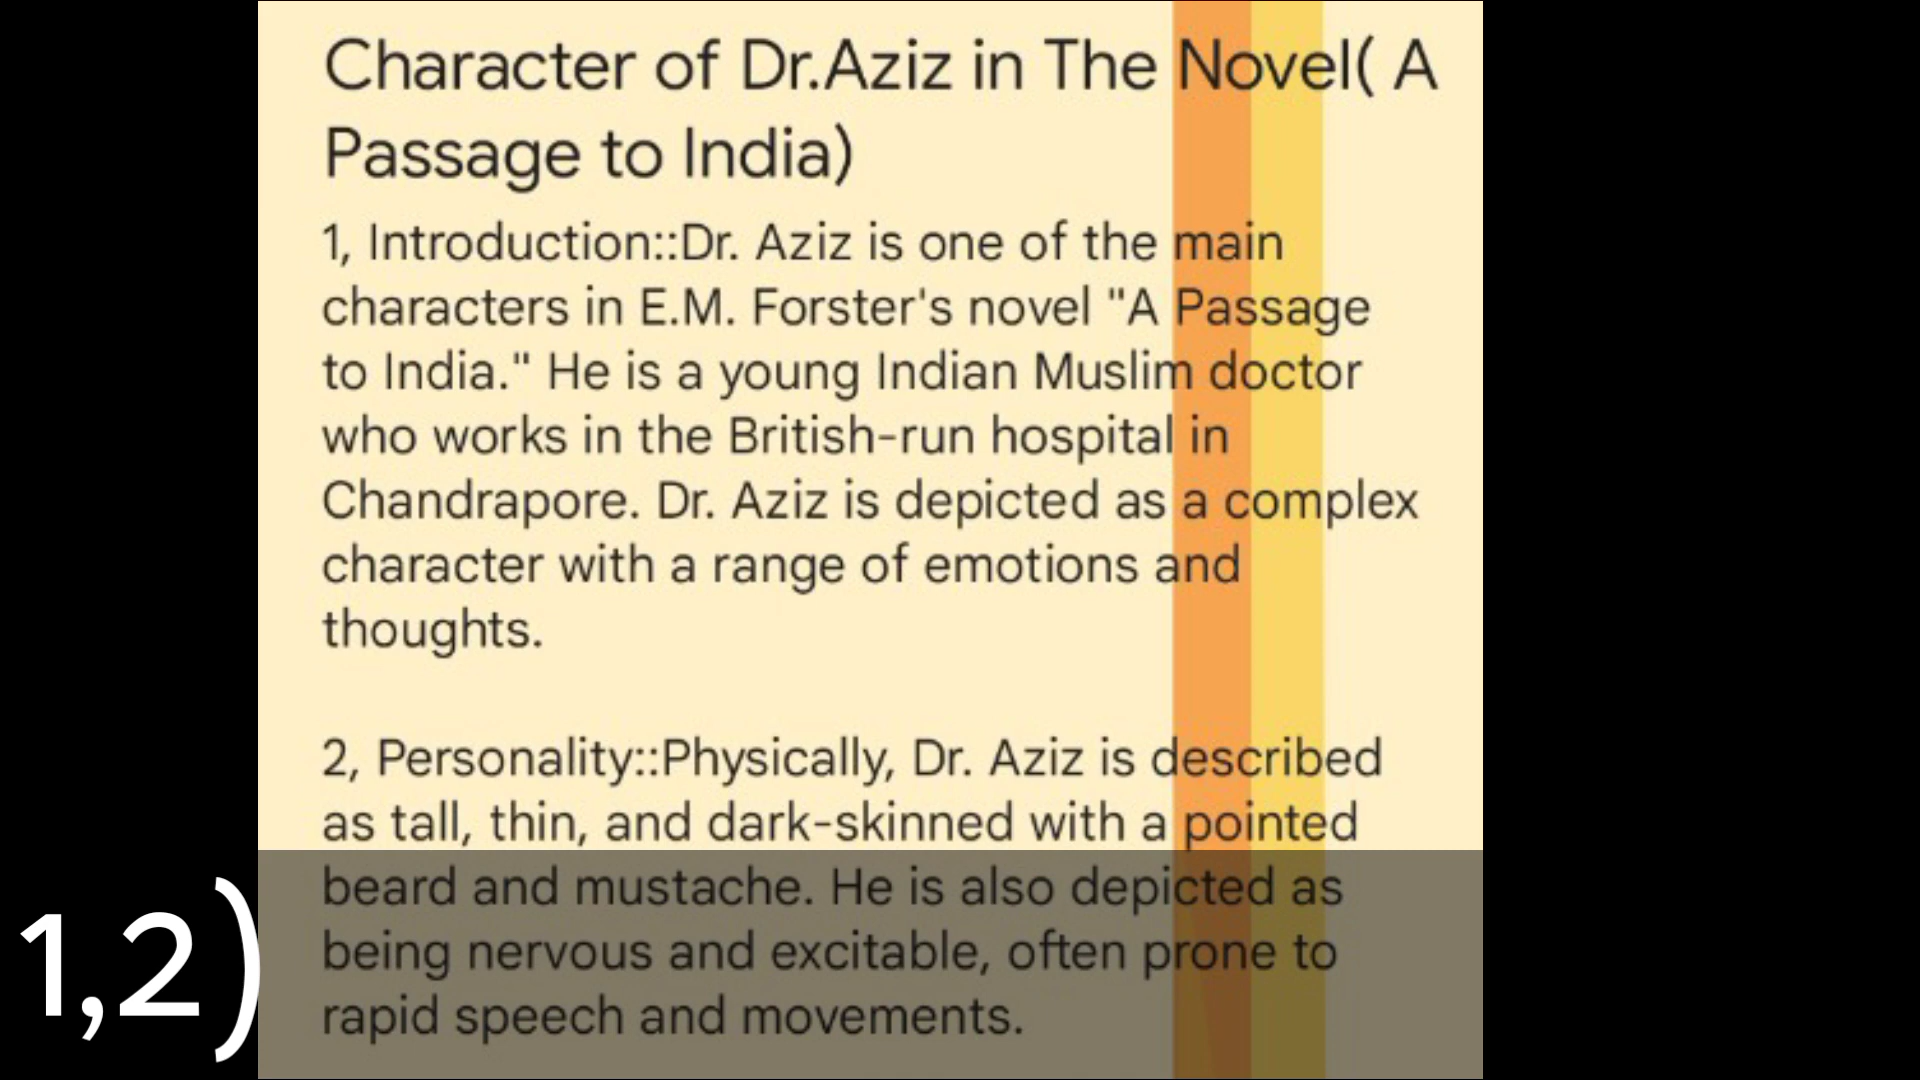 Character of Dr.Aziz in The Novel( A
Passage to India)
1, Introduction::Dr. Aziz is one of the main
characters in E.M. Forster's novel "A Passage
to India." He is a young Indian Muslim doctor
who works in the British-run hospital in
Chandrapore. Dr. Aziz is depicted as a complex
character with a range of emotions and
thoughts.
2, Personality::Physically, Dr. Aziz is described
as tall, thin, and dark-skinned with a pointed
beard and mustache. He is also depicted as
being nervous and excitable, often prone to
rapid speech and movements.
1,2)